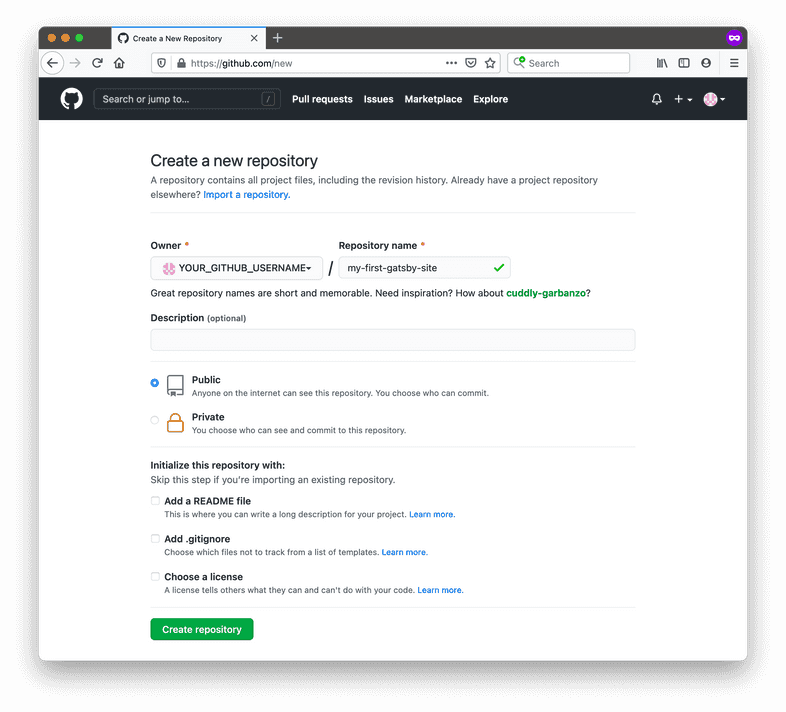 Create a New Repository
https://github.com/new
Search
Search or jump to...
/
Pull requests
Issues
Marketplace
Explore
Create a new repository
A repository contains all project files, including the revision history. Already have a project repository
elsewhere? Import a repository.
Owner *
Repository name *
YOUR_GITHUB_USERNAME
/
my-first-gatsby-site
Great repository names are short and memorable. Need inspiration? How about cuddly-garbanzo?
Description (optional)
Public
Anyone on the internet can see this repository. You choose who can commit.
Private
You choose who can see and commit to this repository.
Initialize this repository with:
Skip this step if you're importing an existing repository.
Add a README file
This is where you can write a long description for your project. Learn more.
Add .gitignore
Choose which files not to track from a list of templates. Learn more.
Choose a license
A license tells others what they can and can't do with your code. Learn more.
Create repository